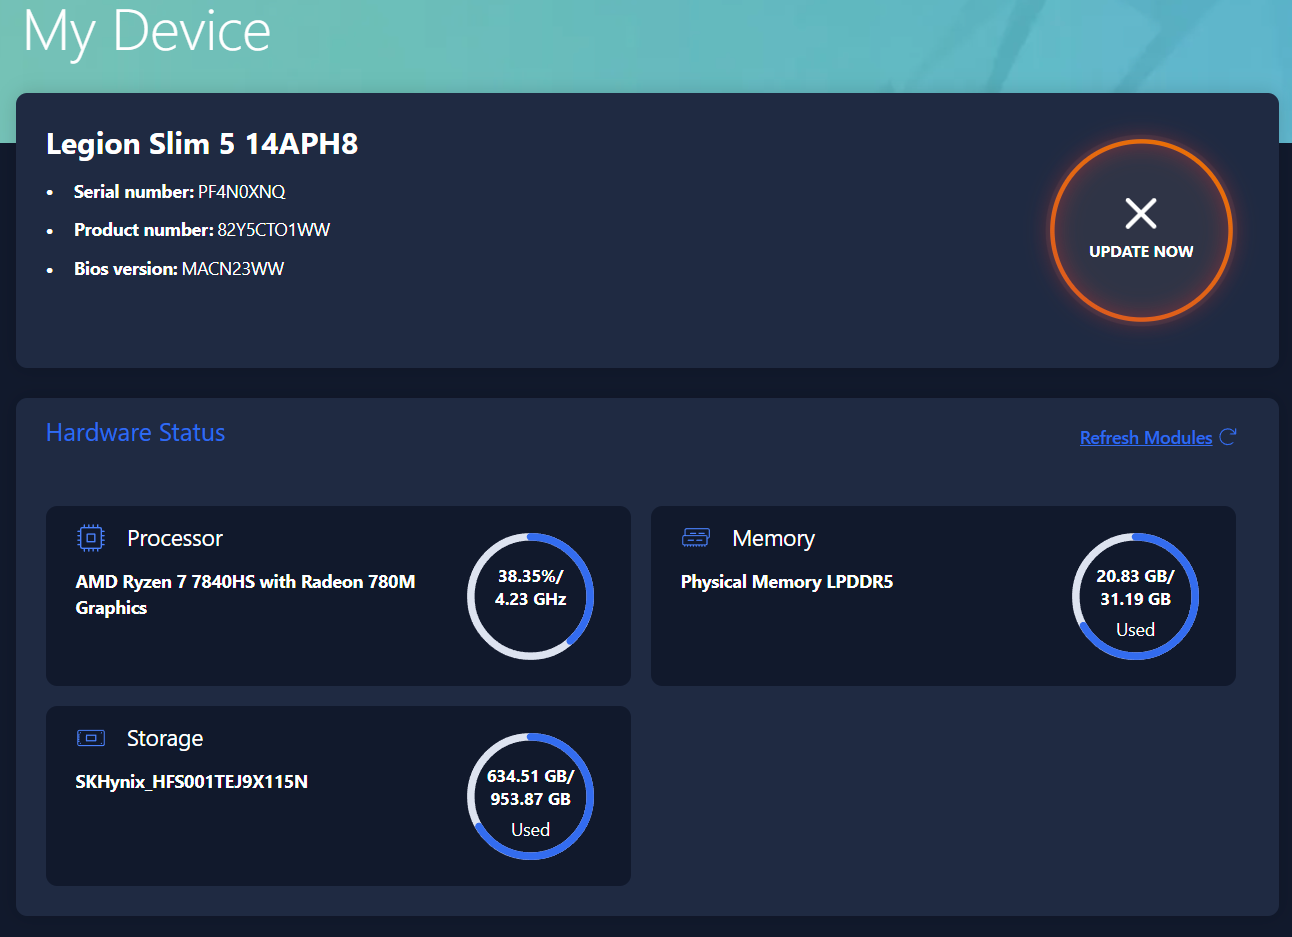 My Device
Legion Slim 5 14APH8
• Serial number: PF4N0XNQ
• Product number: 82Y5CTO1WW
• Bios version: MACN23WW
UPDATE NOW
Hardware Status
Refresh Modules
Processor
AMD Ryzen 7 7840HS with Radeon 780M
Graphics
38.35%/
4.23 GHz
Memory
Physical Memory LPDDR5
20.83 GB/
31.19 GB
Used
Storage
SKHynix_HFS001TEJ9X115N
634.51 GB/
953.87 GB
Used